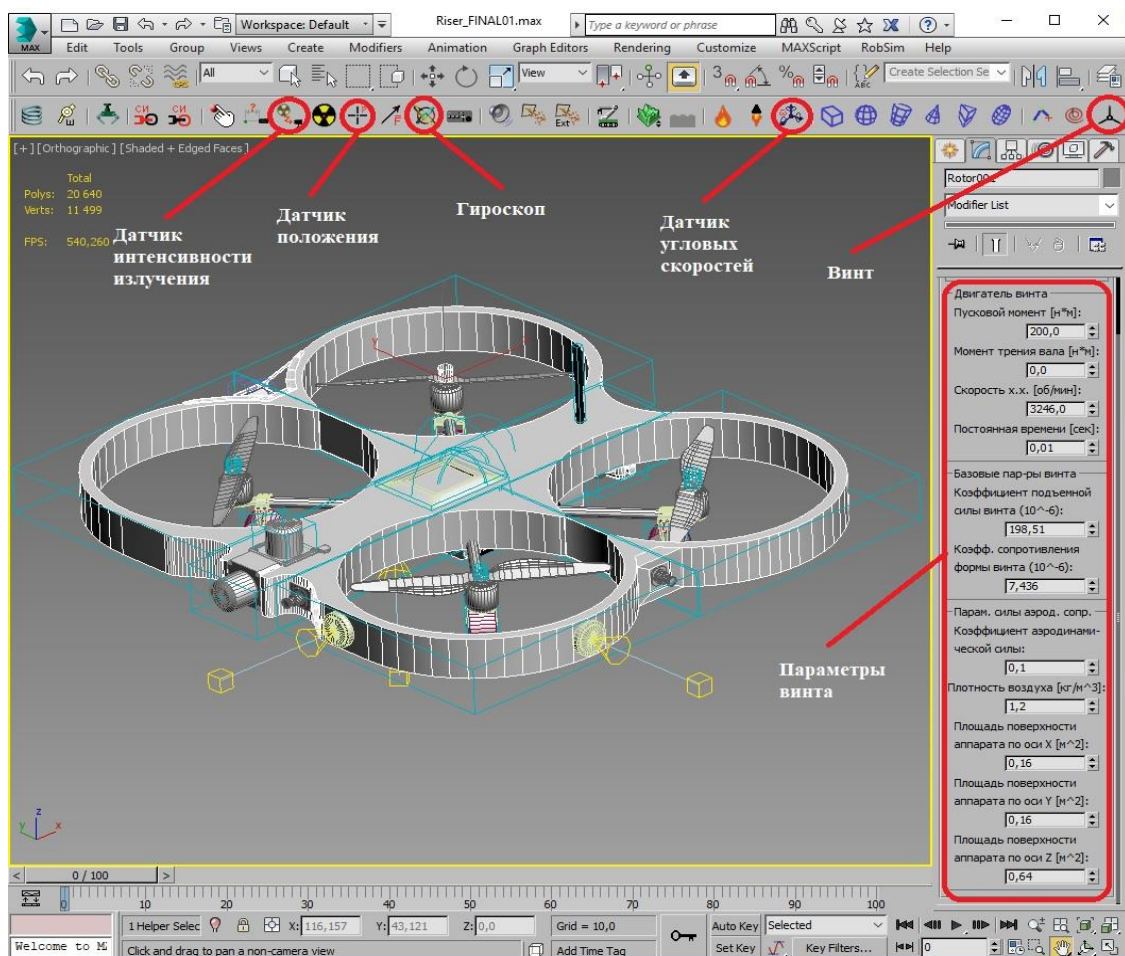 Workspace: Default
Riser_FINAL01.max
Type a keyword or phrase
MAX
Edit Tools Group Views Create Modifiers Animation Graph Editors Rendering Customize MAXScript RobSim Help
All
View
Create Selection Se
[+] [Orthographic] [Shaded + Edged Faces]
Total
Polys: 20 640
Verts: 11 499
FPS: 540,260
Датчик
интенсивности
излучения
Датчик
положения
Гироскоп
Датчик
угловых
скоростей
Винт
Параметры
винта
Rotor001
Modifier List
Двигатель винта
Пусковой момент [н*м]:
200,0
Момент трения вала [н*м]:
0,0
Скорость х.х. [об/мин]:
3246,0
Постоянная времени [сек]:
0,01
Базовые пар-ры винта
Коэффициент подъемной
силы винта (10^-6):
198,51
Коэфф. сопротивления
формы винта (10^-6):
7,436
Парам. силы аэрод. сопр.
Коэффициент аэродинами-
ческой силы:
0,1
Плотность воздуха [кг/м^3]:
1,2
Площадь поверхности
аппарата по оси X [м^2]:
0,16
Площадь поверхности
аппарата по оси Y [м^2]:
0,16
Площадь поверхности
аппарата по оси Z [м^2]:
0,64
z
y x
0 / 100
0 10 20 30 40 50 60 70 80 90 100
1 Helper Selec X: 116,157 Y: 43,121 Z: 0,0 Grid = 10,0 Auto Key Selected
Welcome to M
Click and drag to pan a non-camera view Add Time Tag Set Key Key Filters... 0